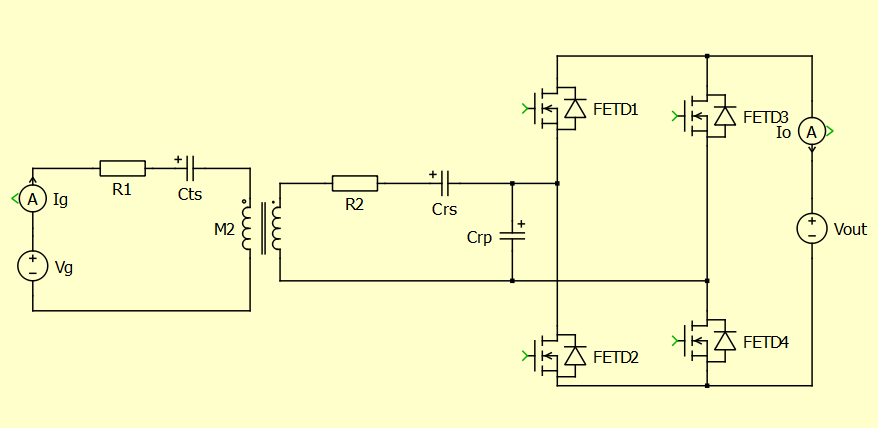 FETD1
FETD3
A
Io
R1
Cts
A
Ig
R2
Crs
M2
Crp
Vout
Vg
FETD2
FETD4